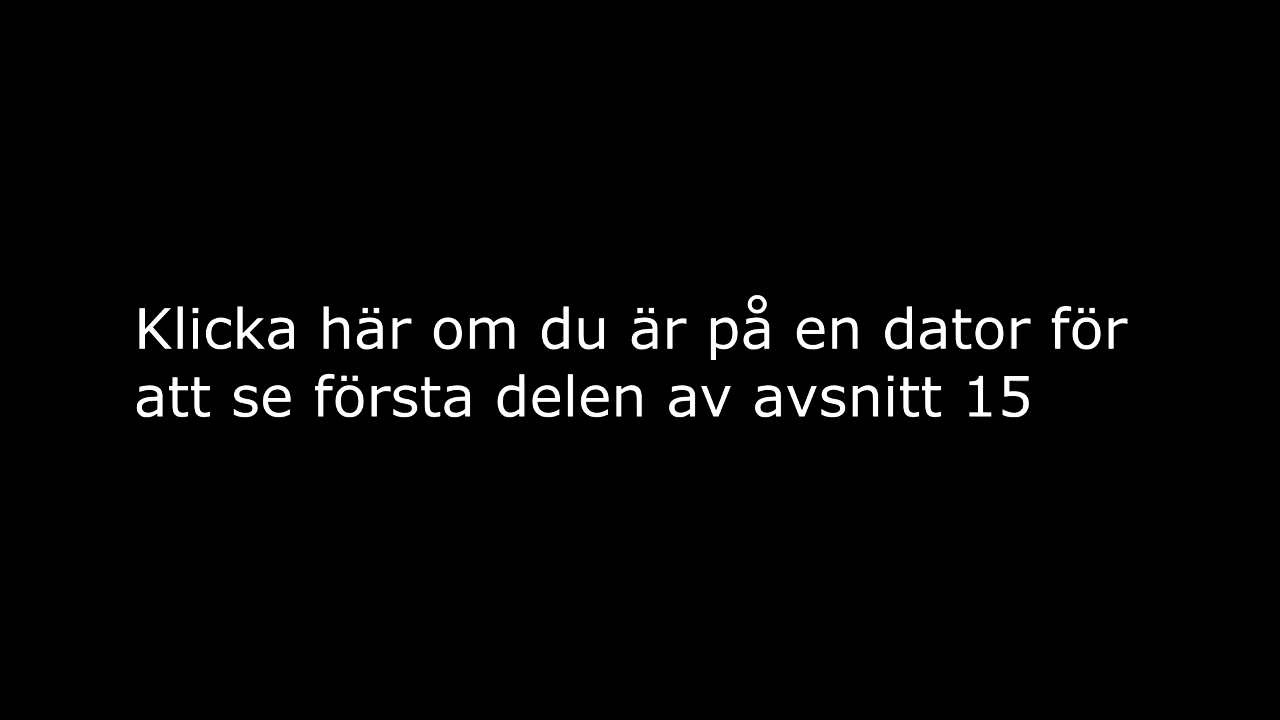 Klicka här om du är på en dator för
att se första delen av avsnitt 15